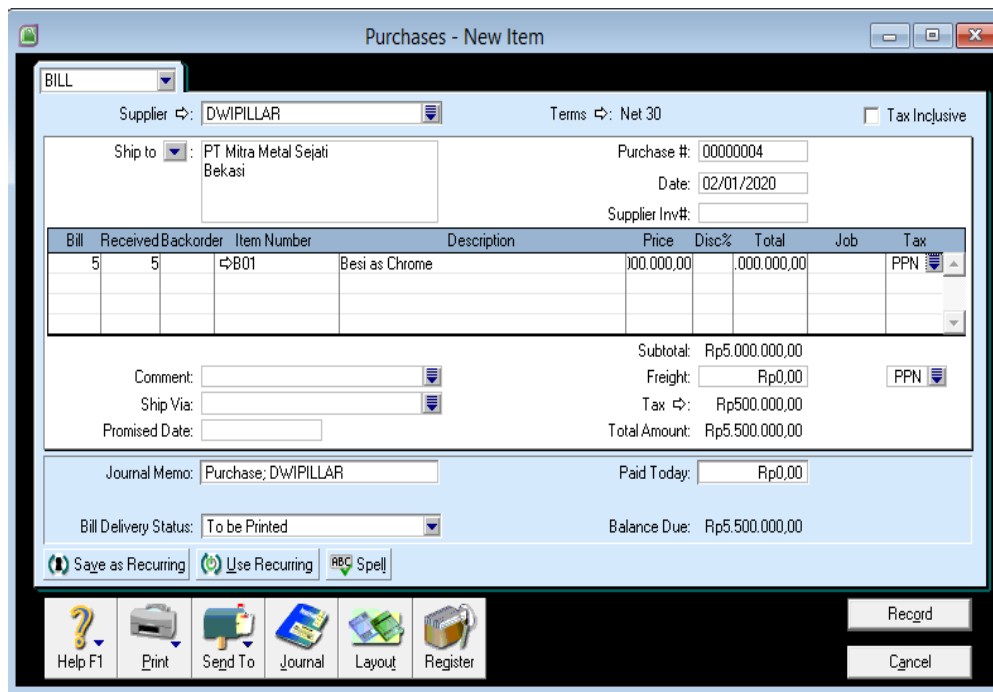 Purchases - New Item
BILL
Supplier ⇨: DWIPILLAR Terms ⇨: Net 30 Tax Inclusive
Ship to : PT Mitra Metal Sejati Purchase #: 00000004
Bekasi
Date: 02/01/2020
Supplier Inv#:
Bill Received Backorder Item Number Description Price Disc% Total Job Tax
5 5 ⇨B01 Besi as Chrome 000.000,00 .000.000,00 PPN
Subtotal: Rp5.000.000,00
Comment: Freight: Rp0,00 PPN
Ship Via: Tax ⇨: Rp500.000,00
Promised Date: Total Amount: Rp5.500.000,00
Journal Memo: Purchase; DWIPILLAR Paid Today: Rp0,00
Bill Delivery Status: To be Printed Balance Due: Rp5.500.000,00
Save as Recurring Use Recurring ABC Spell
Help F1 Print Send To Journal Layout Register
Record
Cancel